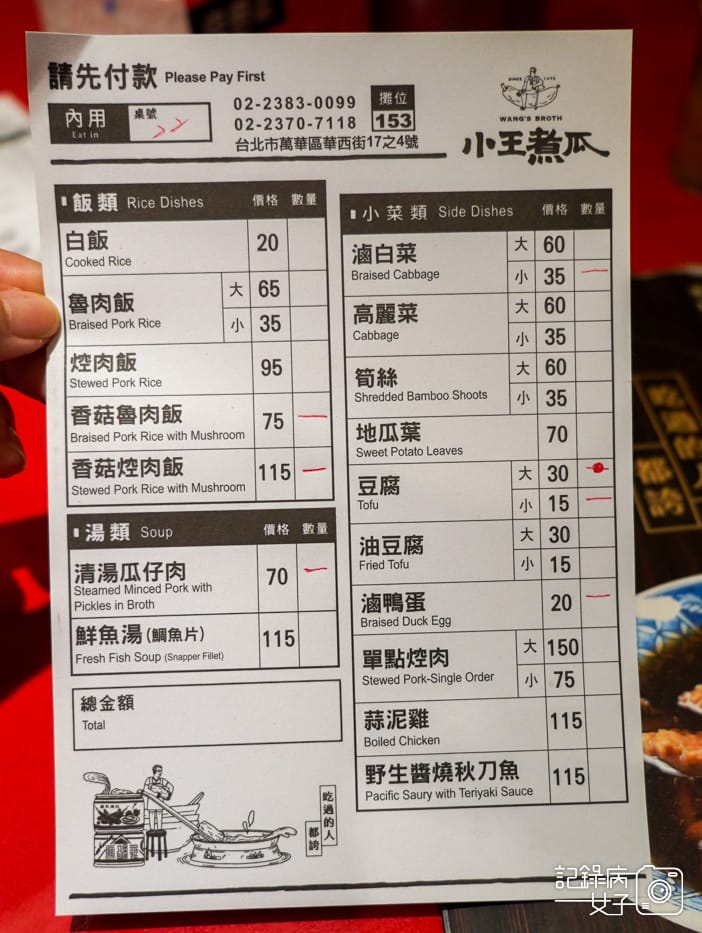 請先付款 Please Pay First
內用 桌號
Eat in
02-2383-0099 攤位
02-2370-7118 153
台北市萬華區華西街17之4號
SINCE 1975
WANG'S BROTH
小王煮瓜
飯類 Rice Dishes 價格 數量
白飯 20
Cooked Rice
魯肉飯 大 65
Braised Pork Rice 小 35
焢肉飯 95
Stewed Pork Rice
香菇魯肉飯 75
Braised Pork Rice with Mushroom
香菇焢肉飯 115
Stewed Pork Rice with Mushroom
湯類 Soup 價格 數量
清湯瓜仔肉 70
Steamed Minced Pork with
Pickles in Broth
鮮魚湯(鯛魚片) 115
Fresh Fish Soup (Snapper Fillet)
總金額
Total
小菜類 Side Dishes 價格 數量
滷白菜 大 60
Braised Cabbage 小 35
高麗菜 大 60
Cabbage 小 35
筍絲 大 60
Shredded Bamboo Shoots 小 35
地瓜葉 70
Sweet Potato Leaves
豆腐 大 30
Tofu 小 15
油豆腐 大 30
Fried Tofu 小 15
滷鴨蛋 20
Braised Duck Egg
單點焢肉 大 150
Stewed Pork-Single Order 小 75
蒜泥雞 115
Boiled Chicken
野生醬燒秋刀魚 115
Pacific Saury with Teriyaki Sauce
吃過的人
都誇
吃過的人
都誇
記錄病
女子